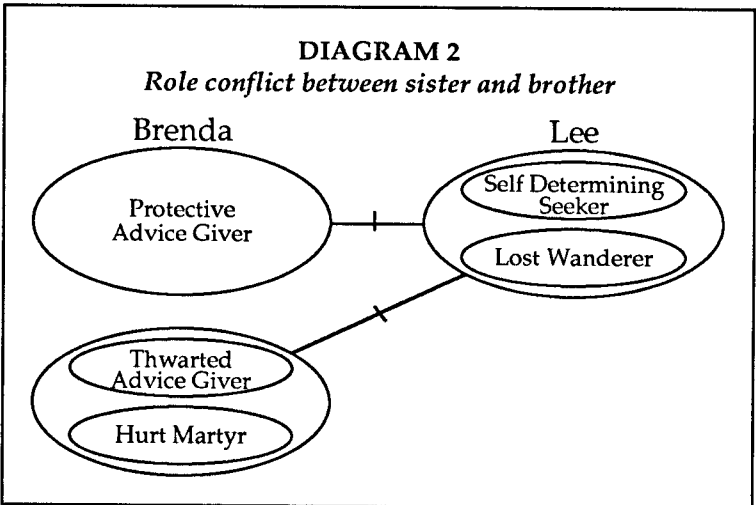 DIAGRAM 2
Role conflict between sister and brother
Brenda
Lee
Protective
Advice Giver
Self Determining
Seeker
Lost Wanderer
Thwarted
Advice Giver
Hurt Martyr